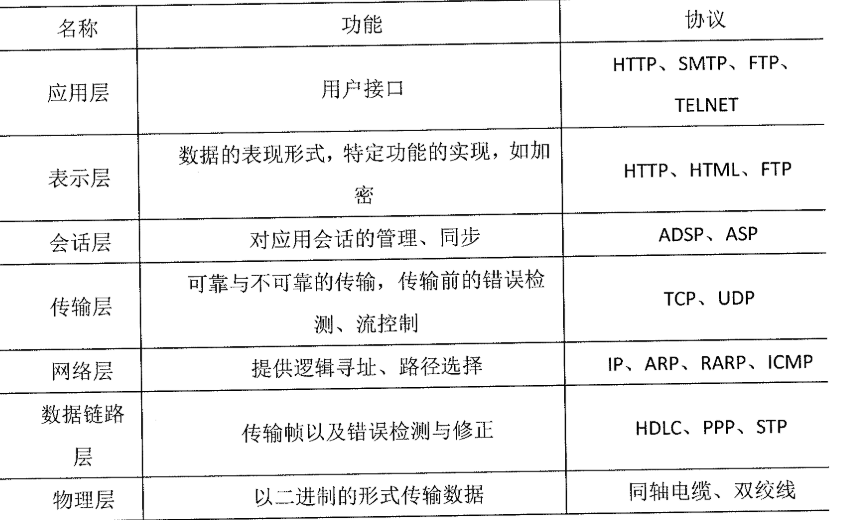 名称 功能 协议
应用层 用户接口 HTTP、SMTP、FTP、
TELNET
表示层 数据的表现形式，特定功能的实现，如加
密 HTTP、HTML、FTP
会话层 对应用会话的管理、同步 ADSP、ASP
传输层 可靠与不可靠的传输，传输前的错误检
测、流控制 TCP、UDP
网络层 提供逻辑寻址、路径选择 IP、ARP、RARP、ICMP
数据链路
层 传输帧以及错误检测与修正 HDLC、PPP、STP
物理层 以二进制的形式传输数据 同轴电缆、双绞线